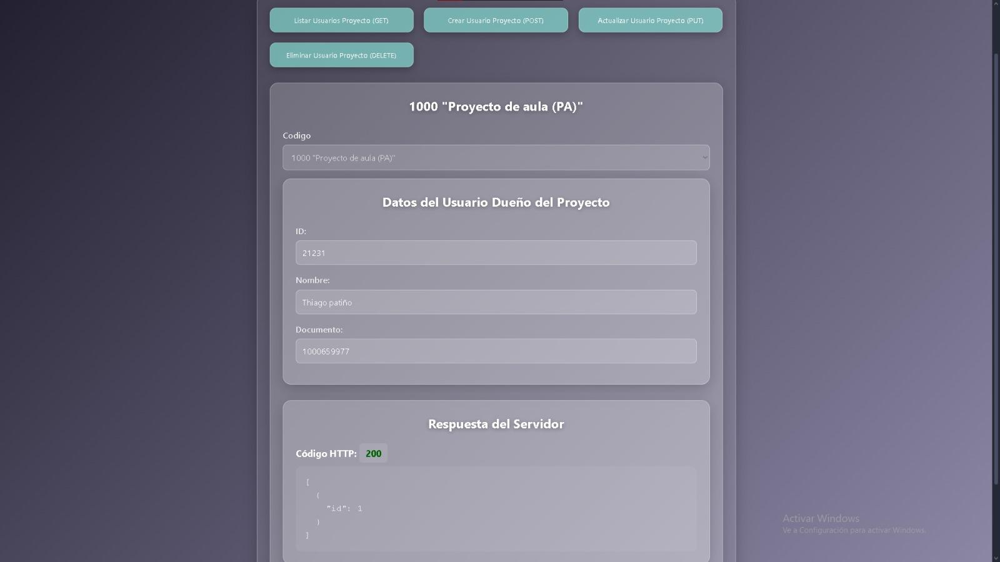 Listar Usuarios Proyecto (GET)
Crear Usuario Proyecto (POST)
Actualizar Usuario Proyecto (PUT)
Eliminar Usuario Proyecto (DELETE)
1000 "Proyecto de aula (PA)"
Codigo
1000 "Proyecto de aula (PA)"
Datos del Usuario Dueño del Proyecto
ID:
21231
Nombre:
Thiago patiño
Documento:
1000659977
Respuesta del Servidor
Código HTTP: 200
[
{
"id": 1
}
]
Activar Windows
Ve a Configuración para activar Windows.